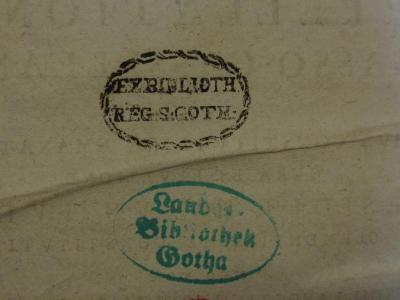 EX BIBLIOTH
REG:S:GOTH:
Landes-
Bibliothek
Gotha